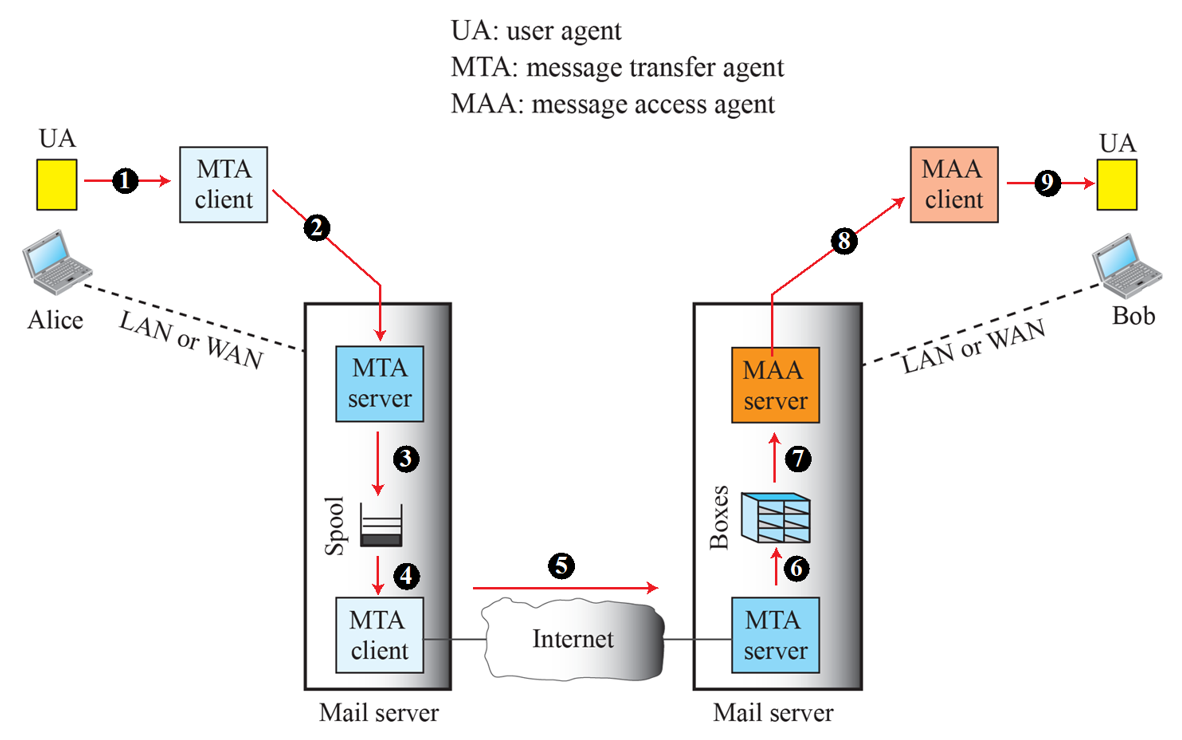 UA: user agent
MTA: message transfer agent
MAA: message access agent
UA
1
MTA
client
2
Alice
LAN or WAN
MTA
server
3
Spool
4
MTA
client
Mail server
5
Internet
MTA
server
Mail server
6
Boxes
7
MAA
server
8
MAA
client
9
UA
Bob
LAN or WAN